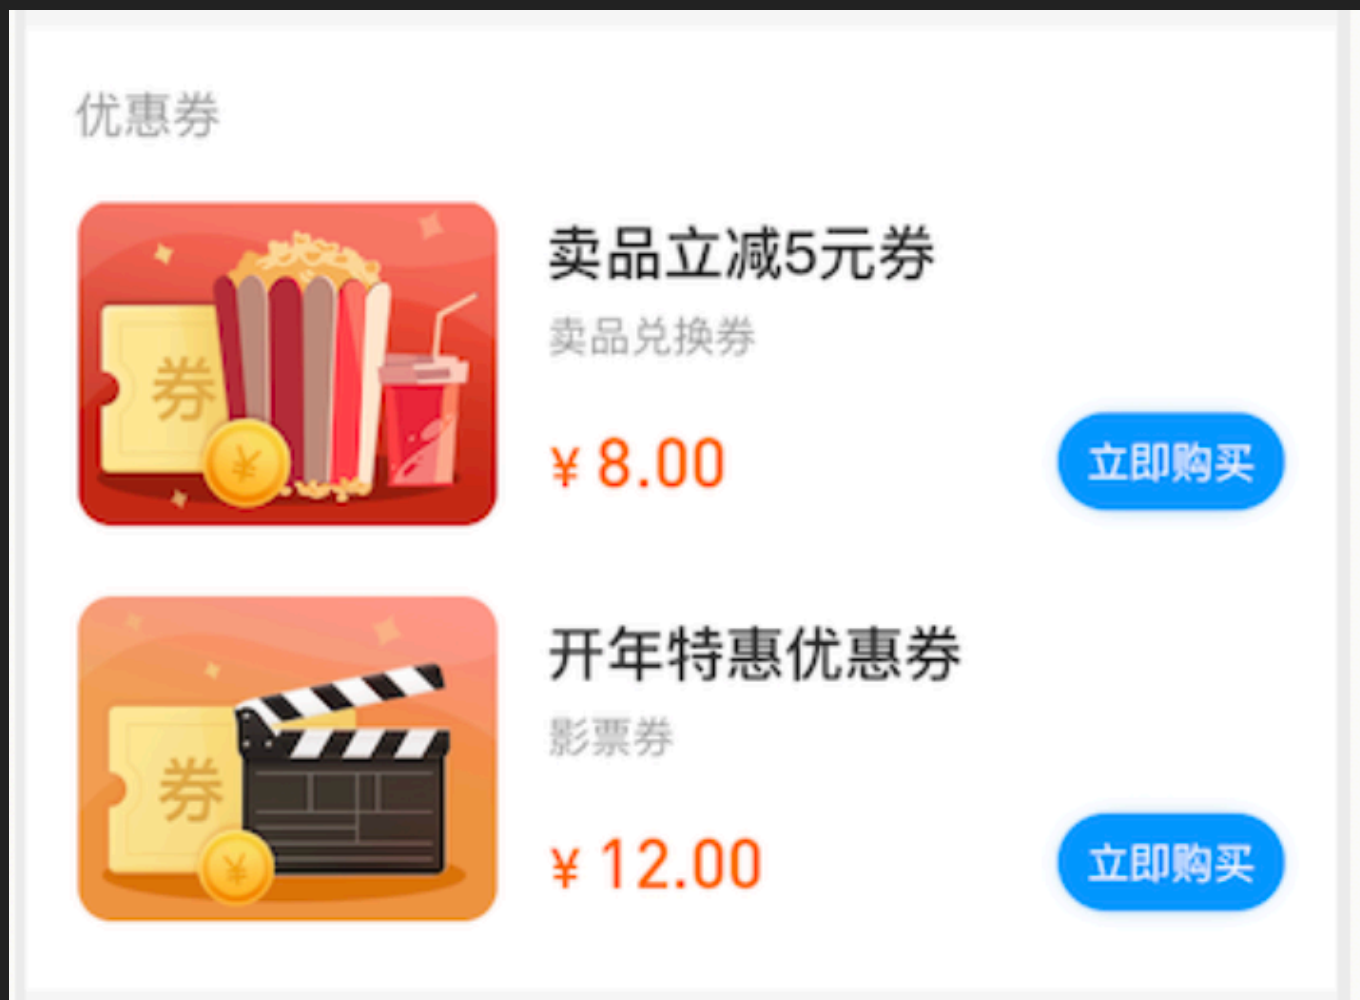 优惠券
券
¥
卖品立减5元券
卖品兑换券
¥ 8.00
立即购买
券
¥
开年特惠优惠券
影票券
¥ 12.00
立即购买